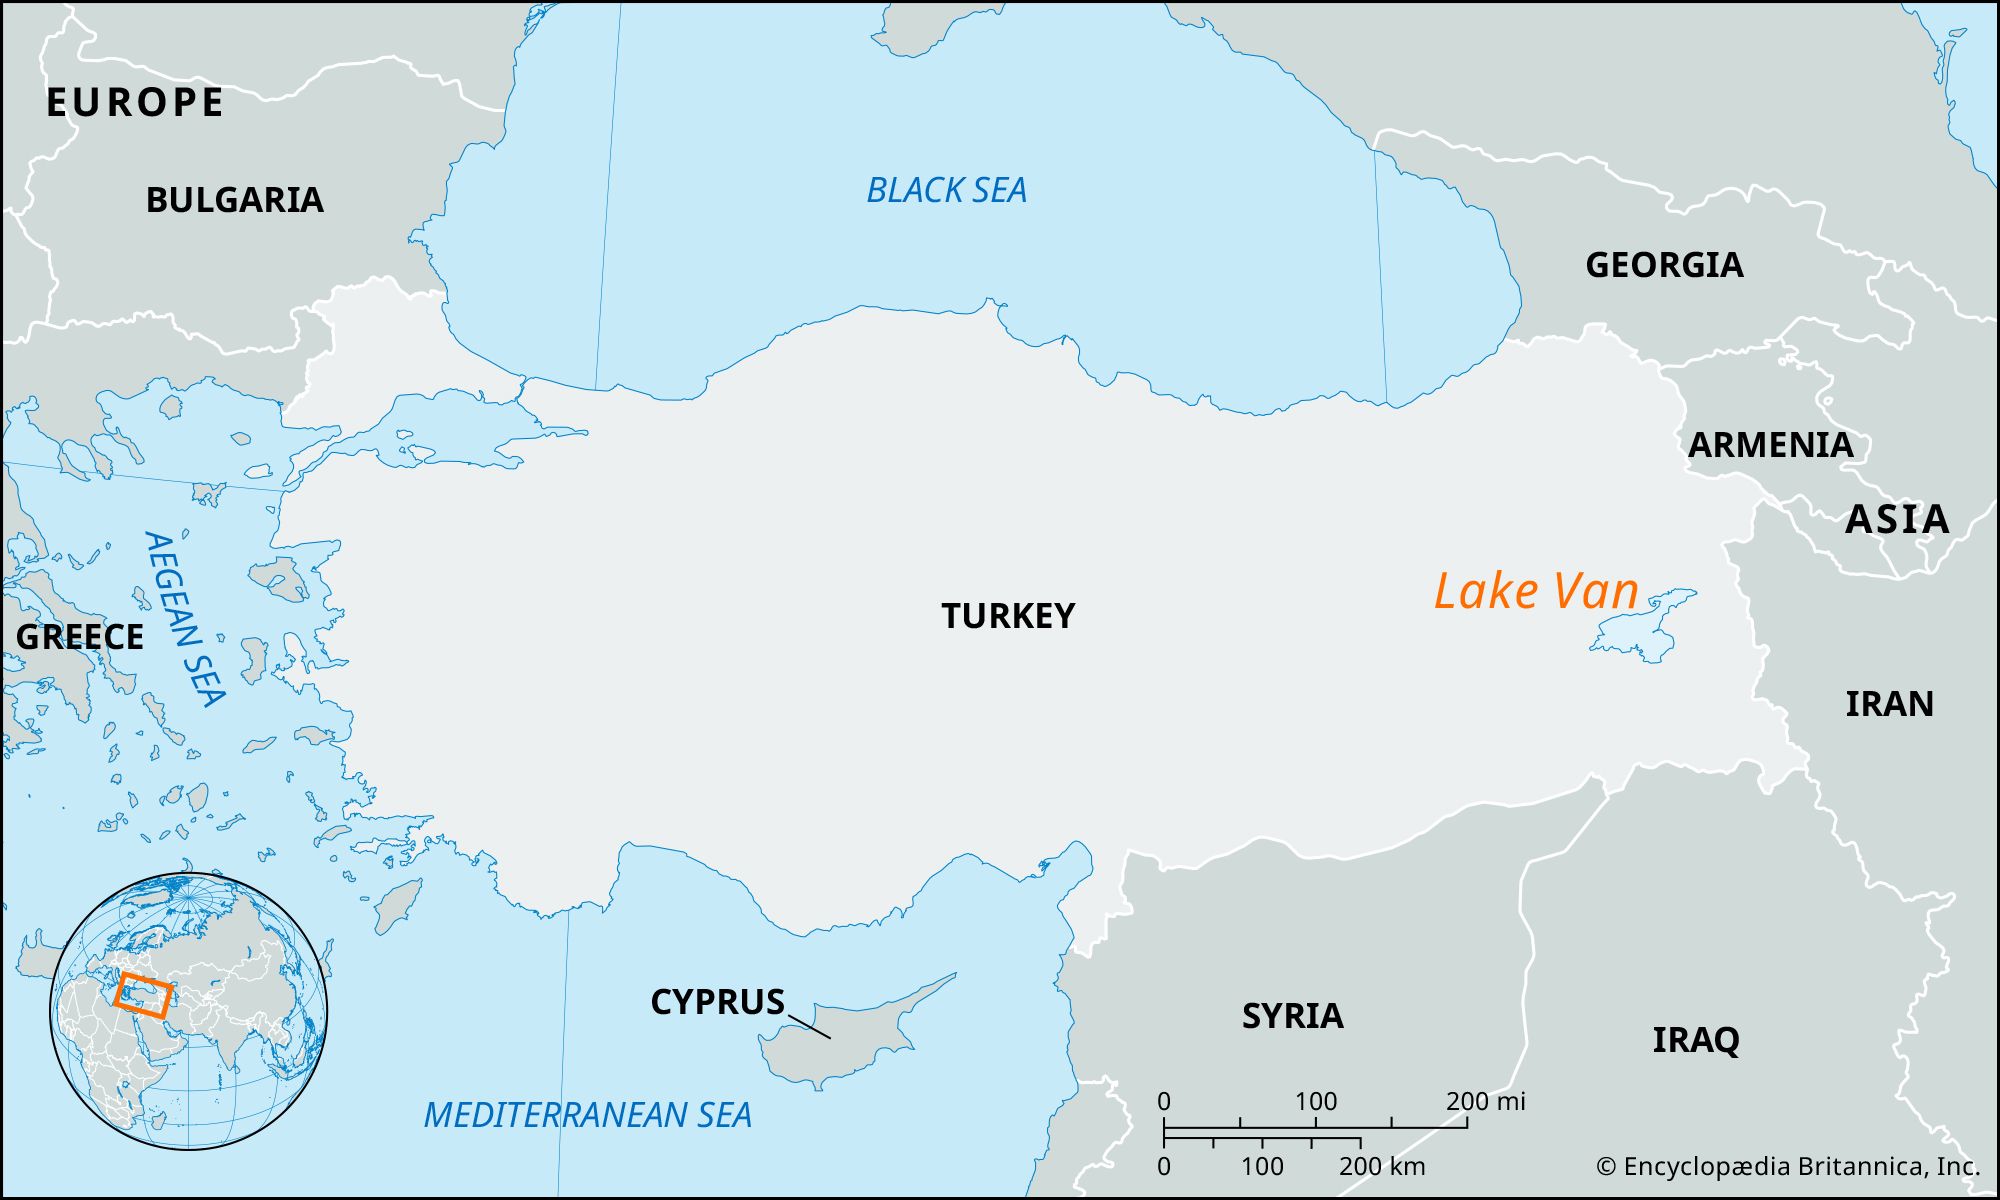 EUROPE
BULGARIA
BLACK SEA
GEORGIA
ARMENIA
ASIA
AEGEAN SEA
GREECE
TURKEY
Lake Van
IRAN
CYPRUS
SYRIA
IRAQ
MEDITERRANEAN SEA
0 100 200 mi
0 100 200 km
© Encyclopædia Britannica, Inc.